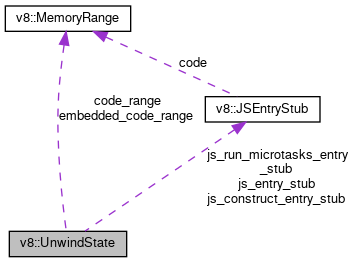 v8::MemoryRange
code
code_range
embedded_code_range
v8::JSEntryStub
js_run_microtasks_entry
_stub
js_entry_stub
js_construct_entry_stub
v8::UnwindState